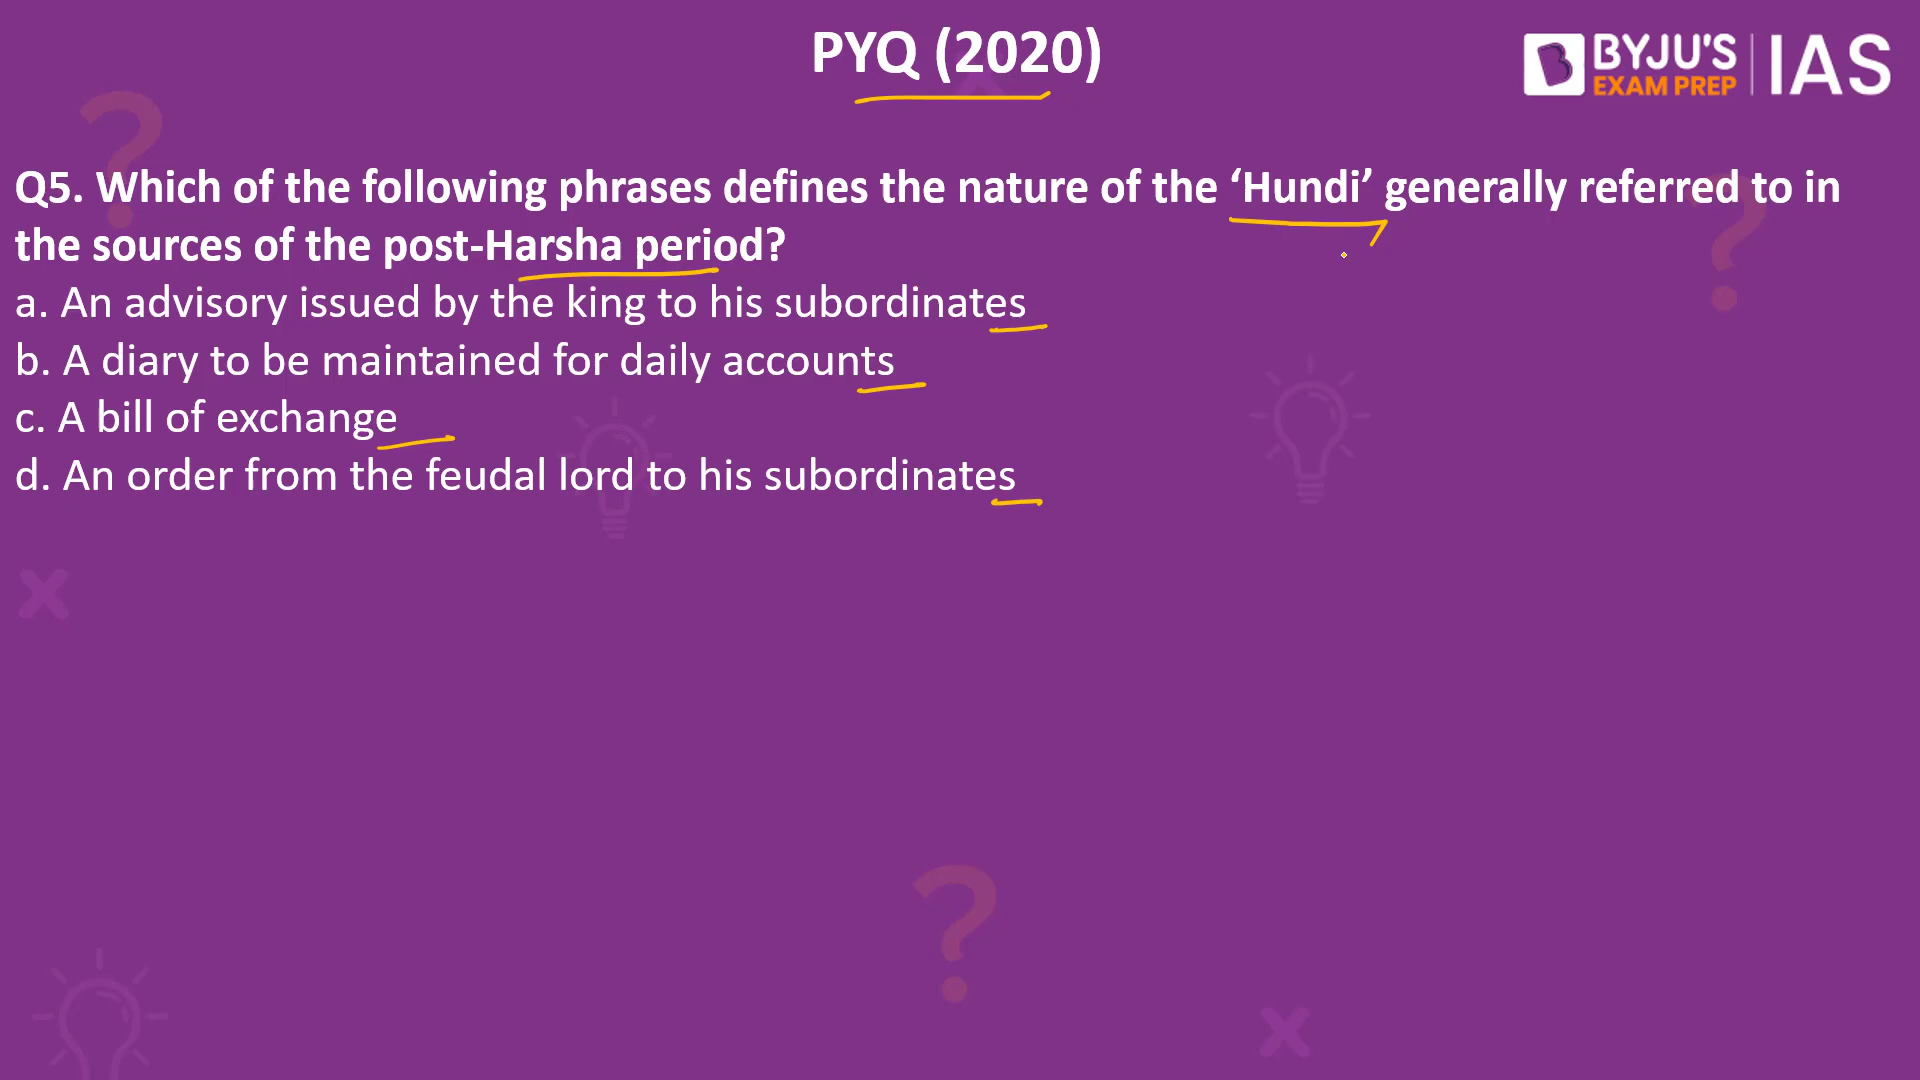 PYQ (2020)
BYJU'S
EXAM PREP
IAS
Q5. Which of the following phrases defines the nature of the ‘Hundi’ generally referred to in
the sources of the post-Harsha period?
a. An advisory issued by the king to his subordinates
b. A diary to be maintained for daily accounts
c. A bill of exchange
d. An order from the feudal lord to his subordinates